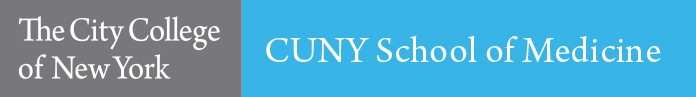 The City College
of New York
CUNY School of Medicine